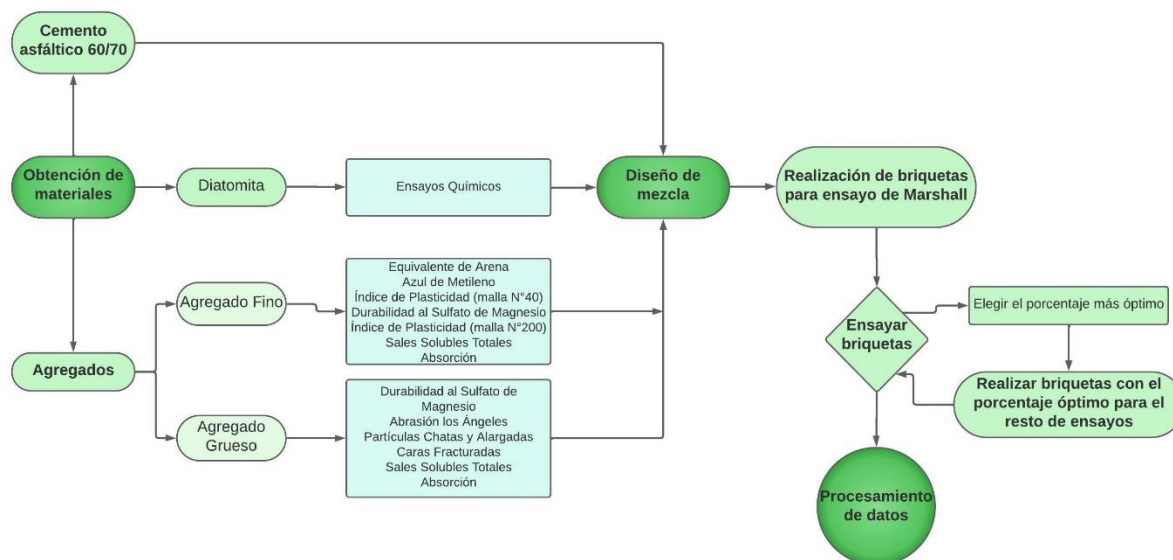 Cemento
asfáltico 60/70
Obtención de
materiales
Diatomita
Ensayos Químicos
Diseño de
mezcla
Realización de briquetas
para ensayo de Marshall
Agregados
Agregado Fino
Equivalente de Arena
Azul de Metileno
Índice de Plasticidad (malla N°40)
Durabilidad al Sulfato de Magnesio
Índice de Plasticidad (malla N°200)
Sales Solubles Totales
Absorción
Agregado
Grueso
Durabilidad al Sulfato de
Magnesio
Abrasión los Ángeles
Partículas Chatas y Alargadas
Caras Fracturadas
Sales Solubles Totales
Absorción
Ensayar
briquetas
Elegir el porcentaje más óptimo
Realizar briquetas con el
porcentaje óptimo para el
resto de ensayos
Procesamiento
de datos